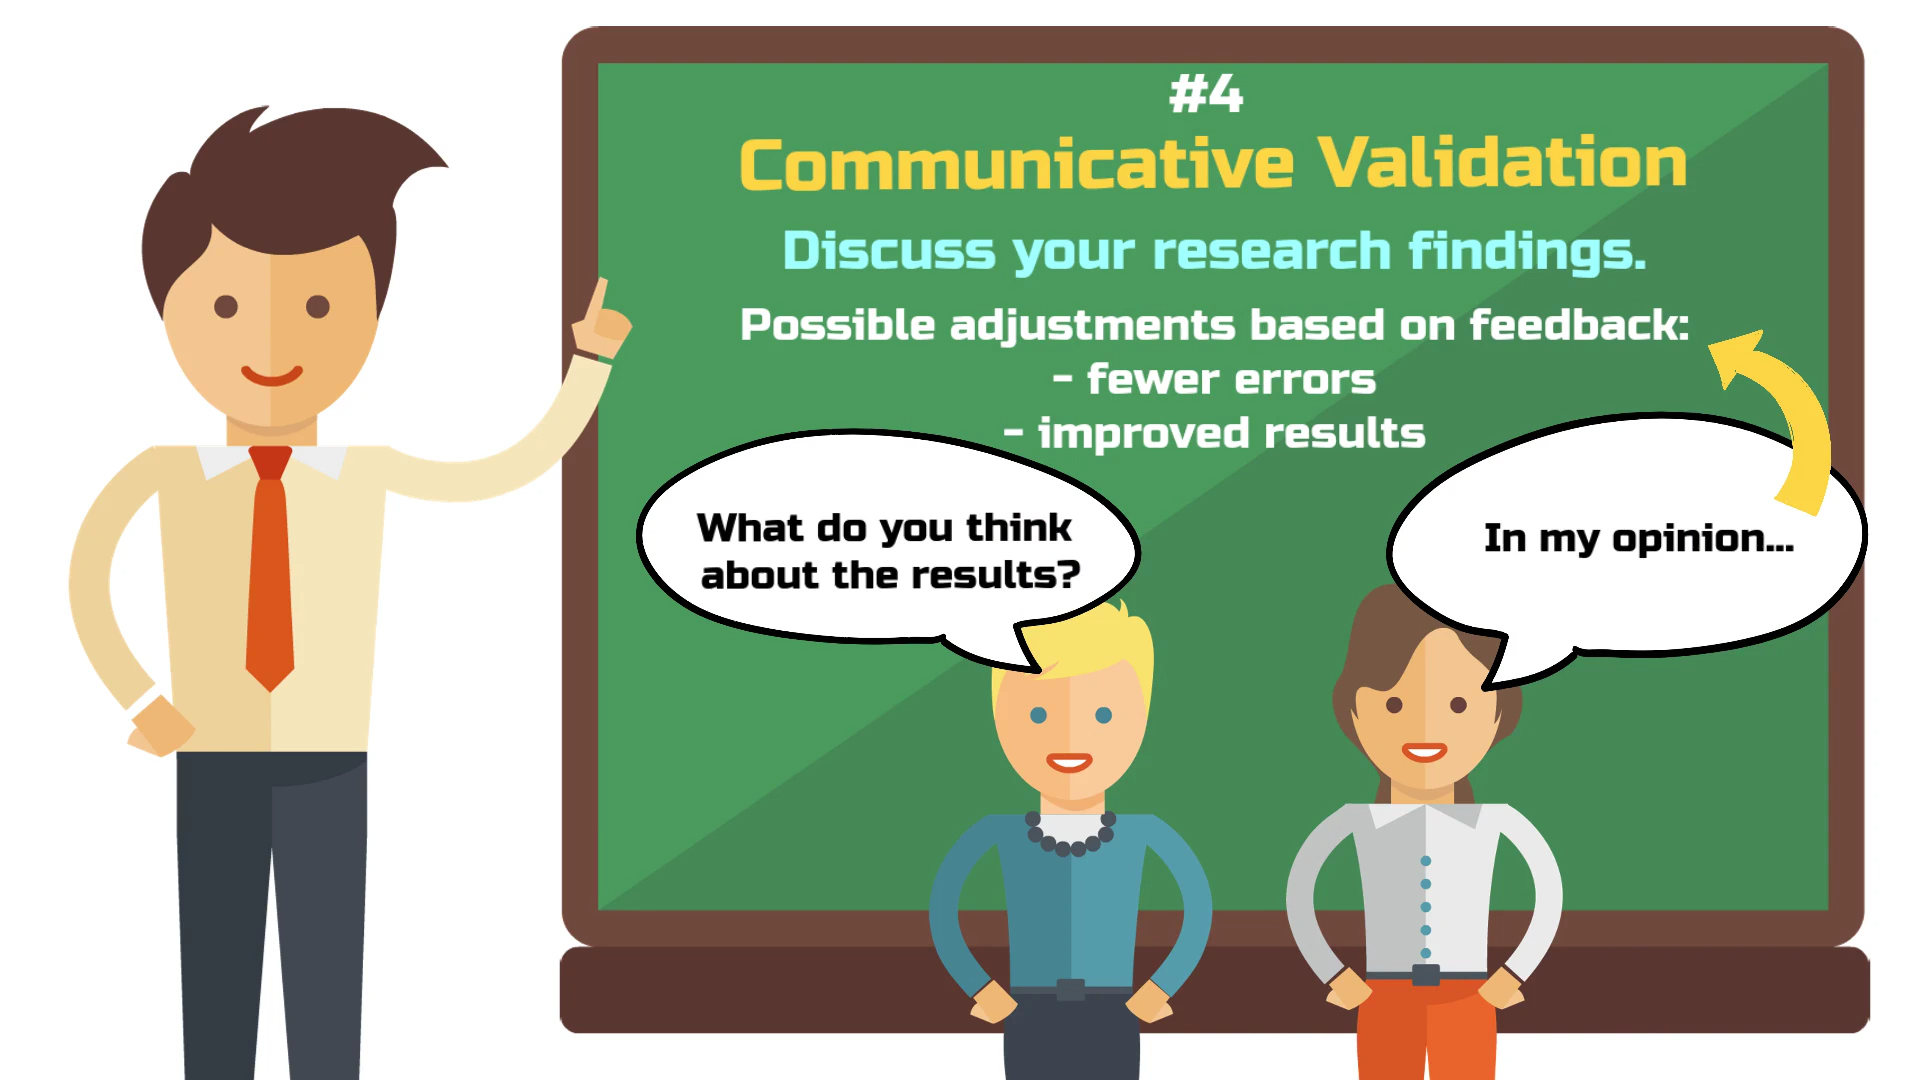 #4
Communicative Validation
Discuss your research findings.
Possible adjustments based on feedback:
- fewer errors
- improved results
What do you think
about the results?
In my opinion...